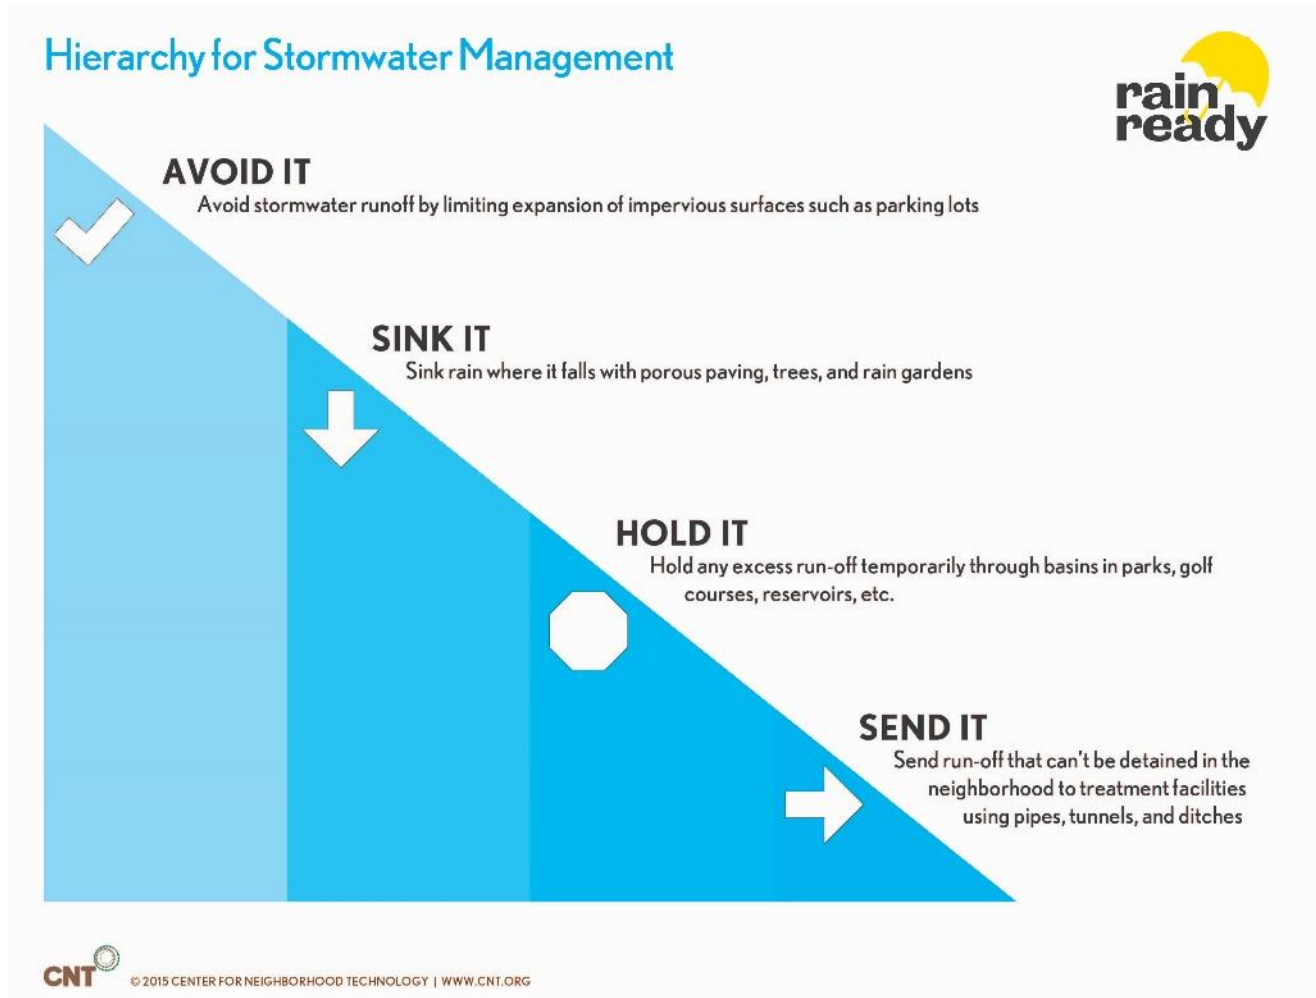 Hierarchy for Stormwater Management
rain
ready
AVOID IT
Avoid stormwater runoff by limiting expansion of impervious surfaces such as parking lots
SINK IT
Sink rain where it falls with porous paving, trees, and rain gardens
HOLD IT
Hold any excess run-off temporarily through basins in parks, golf
courses, reservoirs, etc.
SEND IT
Send run-off that can't be detained in the
neighborhood to treatment facilities
using pipes, tunnels, and ditches
CNT
© 2015 CENTER FOR NEIGHBORHOOD TECHNOLOGY | WWW.CNT.ORG